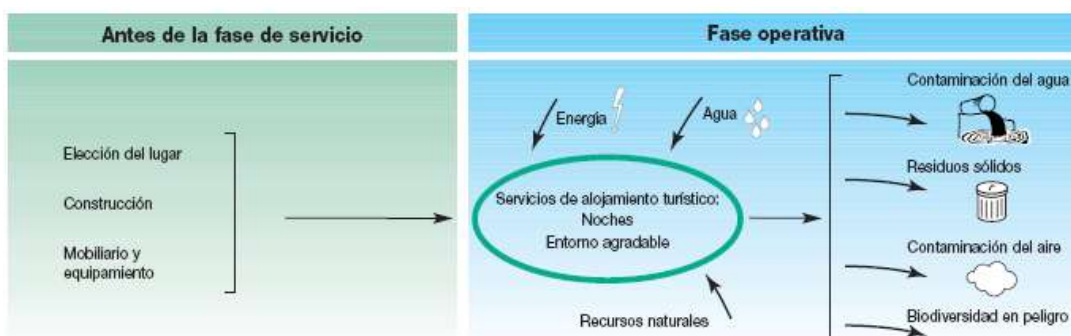 Antes de la fase de servicio
Fase operativa
Elección del lugar
Construcción
Mobiliario y
equipamiento
Energía
Agua
Servicios de alojamiento turístico:
Noches
Entorno agradable
Recursos naturales
Contaminación del agua
Residuos sólidos
Contaminación del aire
Biodiversidad en peligro